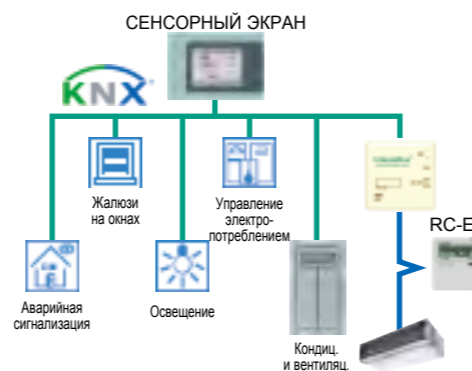 СЕНСОРНЫЙ ЭКРАН
KNX
Жалюзи
на окнах
Управление
электро-
потреблением
RC-E
Аварийная
сигнализация
Освещение
Кондиц.
и вентиляц.